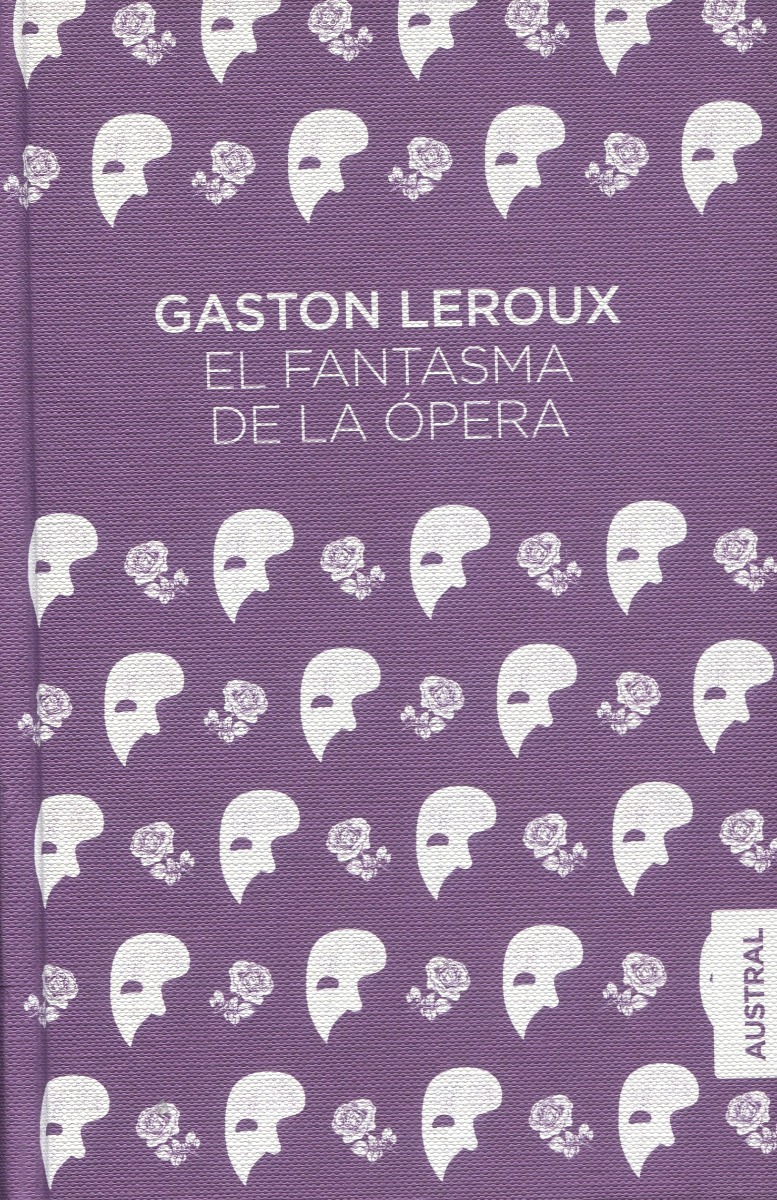 GASTON LEROUX
EL FANTASMA
DE LA ÓPERA
AUSTRAL